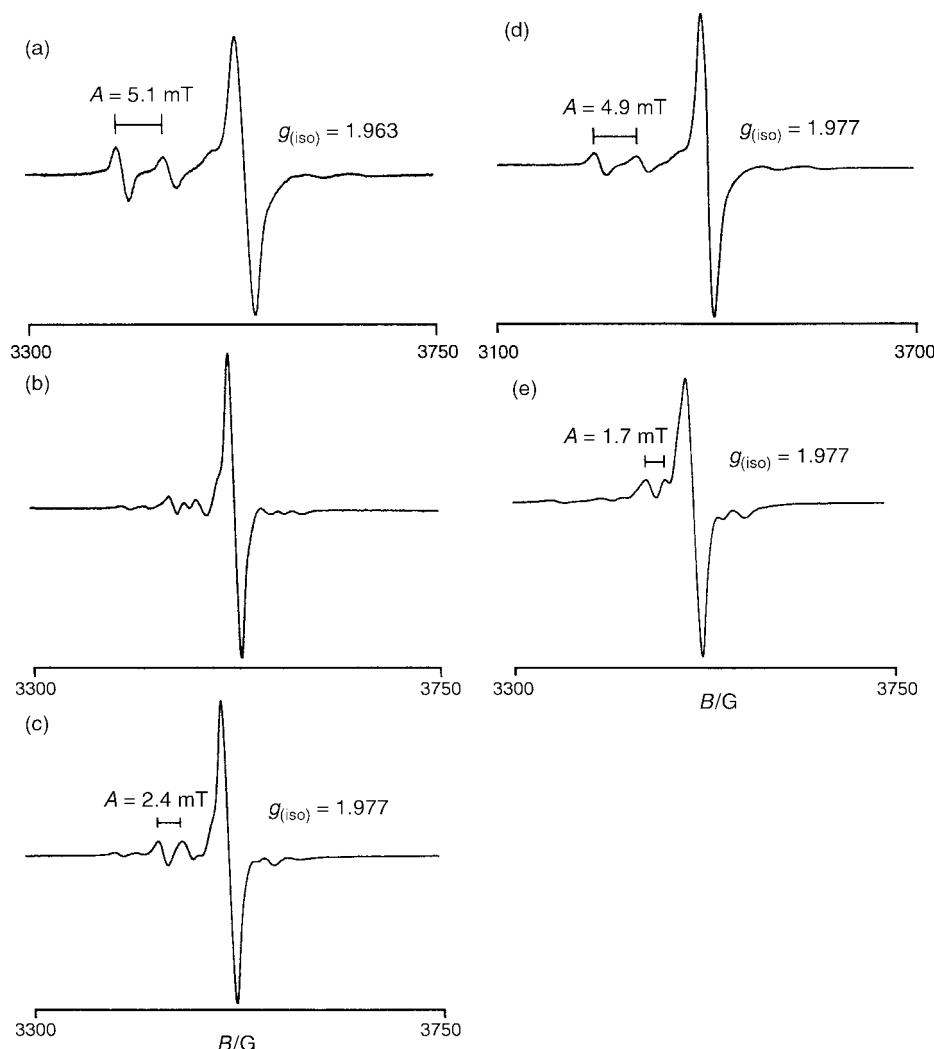 (a)
A = 5.1 mT
g(iso) = 1.963
3300
3750
(b)
3300
3750
(c)
A = 2.4 mT
g(iso) = 1.977
3300
3750
B/G
(d)
A = 4.9 mT
g(iso) = 1.977
3100
3700
(e)
A = 1.7 mT
g(iso) = 1.977
3300
3750
B/G